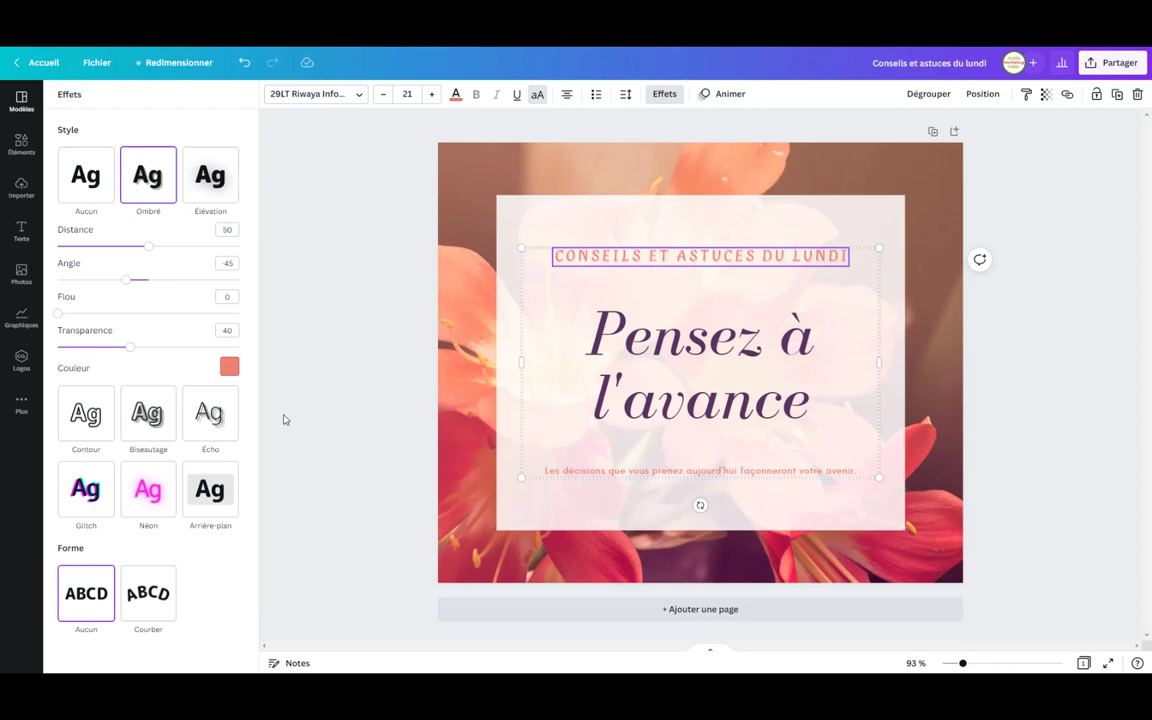 Accueil
Fichier
Redimensionner
Conseils et astuces du lundi
Partager
Effets
29LT Riwaya Info...
– 21 +
A B I U aA
Effets
Animer
Dégrouper
Position
Modèles
Éléments
Importer
Texte
Photos
Graphiques
Logos
Plus
Style
Ag Ag Ag
Aucun Ombré Élévation
Distance 50
Angle -45
Flou 0
Transparence 40
Couleur
Ag Ag Ag
Contour Biseautage Écho
Ag Ag Ag
Glitch Néon Arrière-plan
Forme
ABCD ABCD
Aucun Courber
CONSEILS ET ASTUCES DU LUNDI
Pensez à
l'avance
Les décisions que vous prenez aujourd'hui façonneront votre avenir.
+ Ajouter une page
Notes
93 %
1
?